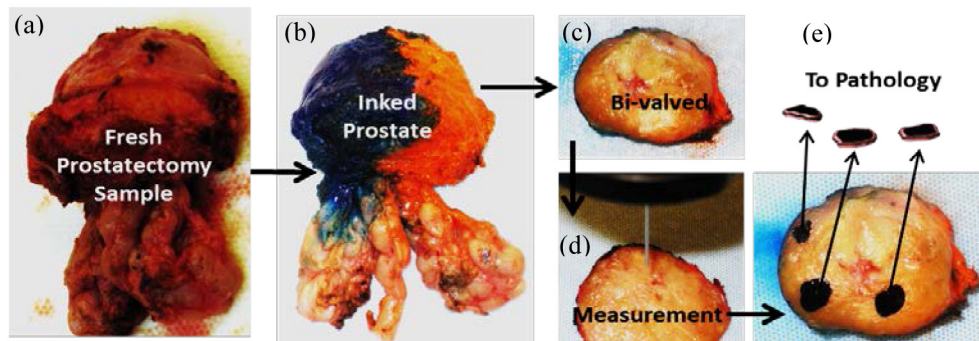 (a)
Fresh
Prostatectomy
Sample
(b)
Inked
Prostate
(c)
Bi-valved
(d)
Measurement
(e)
To Pathology